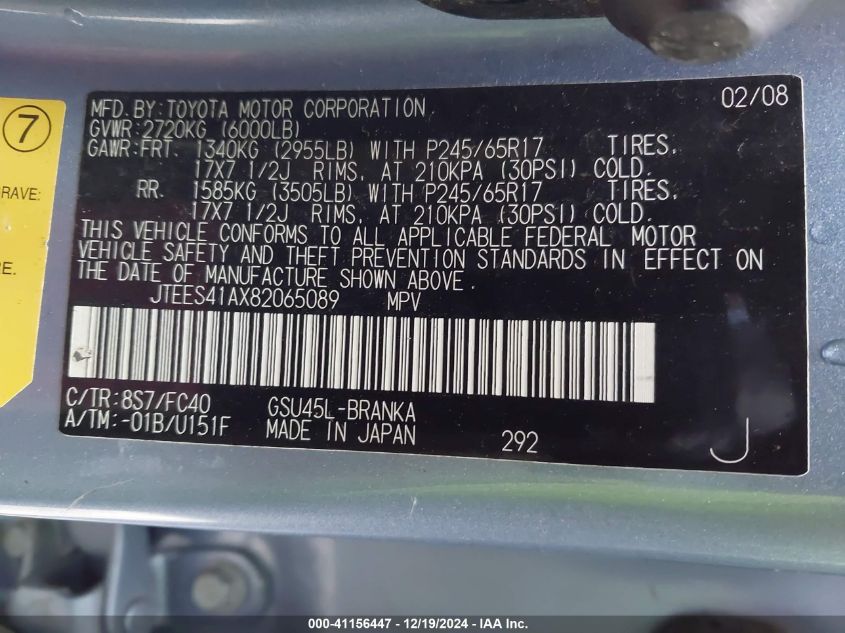 7
RAVE:
RE.
MFD. BY: TOYOTA MOTOR CORPORATION 02/08
GVWR: 2720KG (6000LB)
GAWR: FRT. 1340KG (2955LB) WITH P245/65R17 TIRES,
17X7 1/2J RIMS, AT 210KPA (30PSI) COLD.
RR. 1585KG (3505LB) WITH P245/65R17 TIRES,
17X7 1/2J RIMS, AT 210KPA (30PSI) COLD.
THIS VEHICLE CONFORMS TO ALL APPLICABLE FEDERAL MOTOR
VEHICLE SAFETY AND THEFT PREVENTION STANDARDS IN EFFECT ON
THE DATE OF MANUFACTURE SHOWN ABOVE.
JTEES41AX82065089 MPV
C/TR: 8S7/FC40 GSU45L-BRANKA
A/TM: -01B/U151F MADE IN JAPAN 292 J
000-41156447 - 12/19/2024 - IAA Inc.